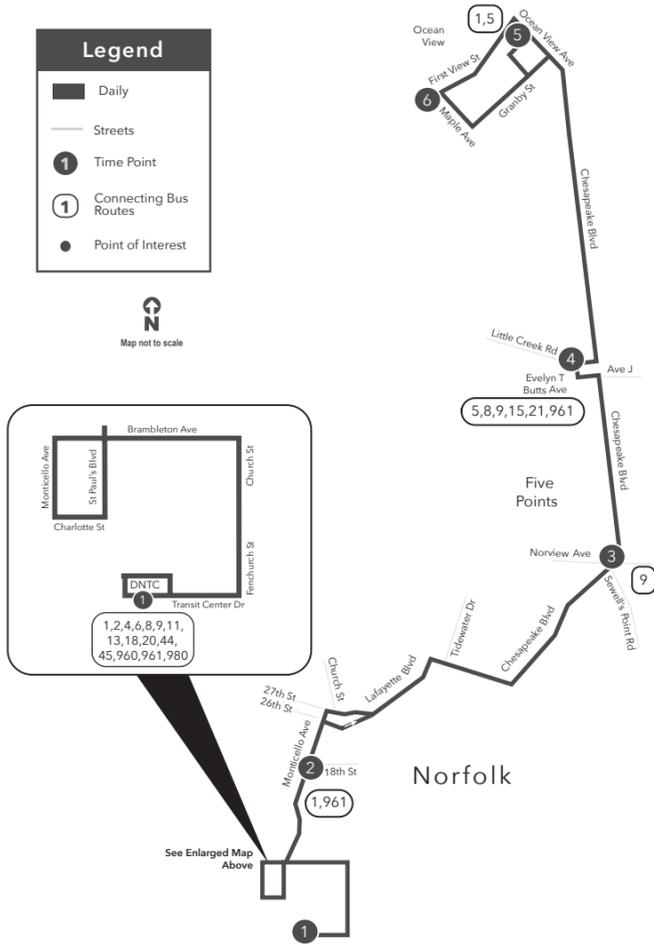 Legend
Daily
Streets
1 Time Point
1 Connecting Bus
Routes
Point of Interest
N
Map not to scale
Ocean
View
1,5
5
Ocean View Ave
First View St
6
Maple Ave
Granby St
Chesapeake Blvd
Little Creek Rd
4
Ave J
Evelyn T
Butts Ave
5,8,9,15,21,961
Chesapeake Blvd
Five
Points
Norview Ave
3
9
Sewell's Point Rd
Brambleton Ave
Monticello Ave
St Paul's Blvd
Church St
Charlotte St
Fenchurch St
DNTC
1
Transit Center Dr
1,2,4,6,8,9,11,
13,18,20,44,
45,960,961,980
Tidewater Dr
Chesapeake Blvd
Church St
Lafayette Blvd
27th St
26th St
Monticello Ave
2
18th St
1,961
Norfolk
See Enlarged Map
Above
1